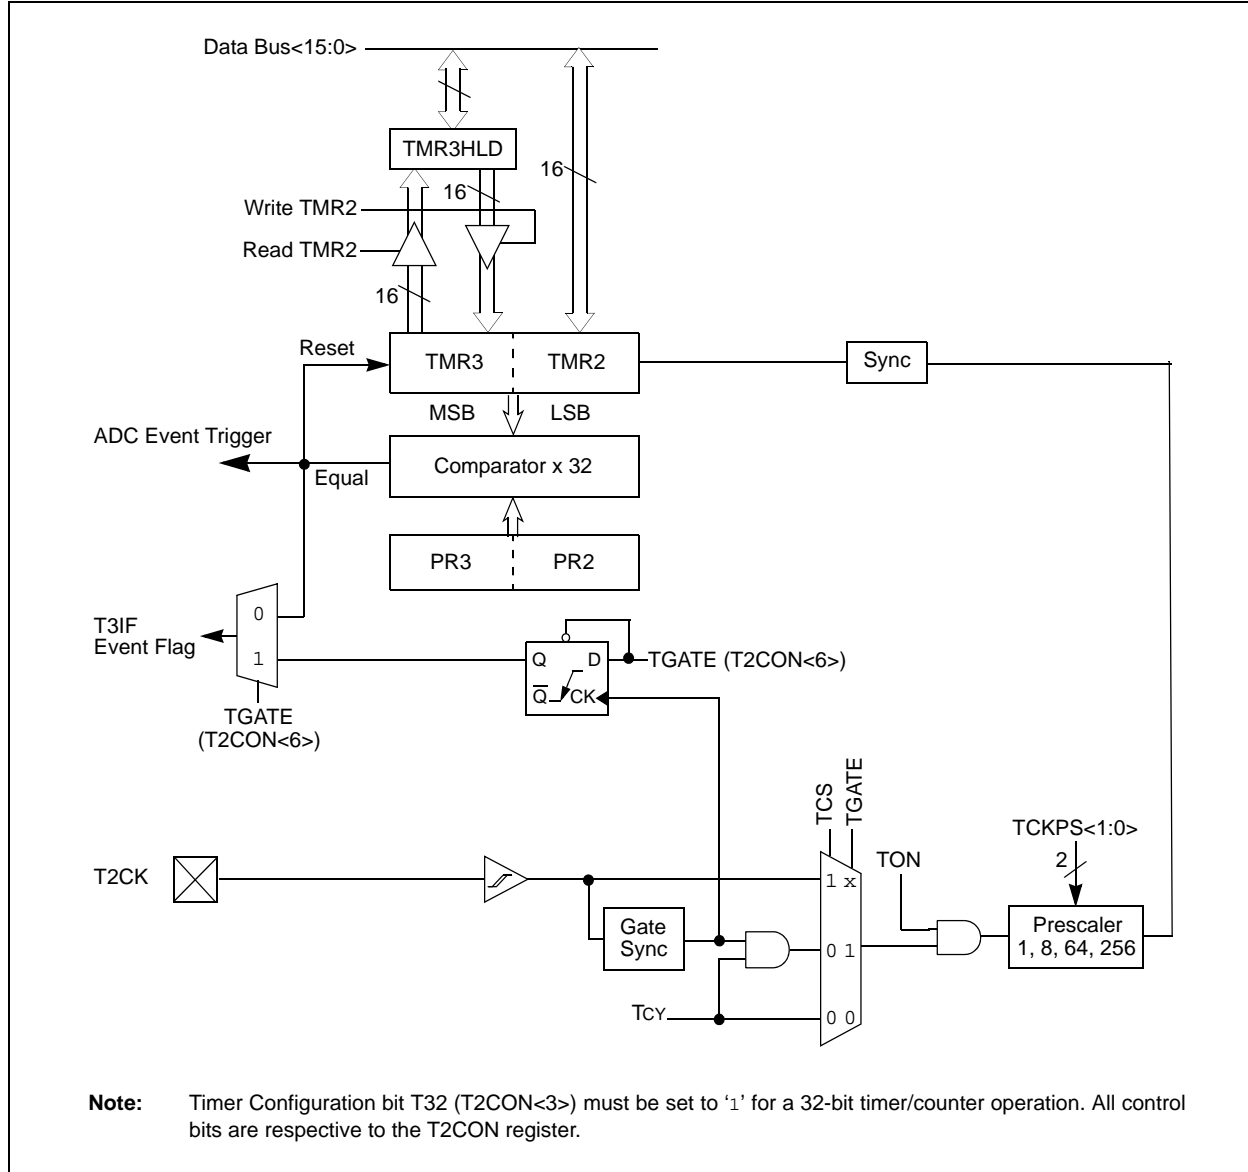 Data Bus<15:0>
TMR3HLD
16
16
Write TMR2
Read TMR2
16
Reset
TMR3
TMR2
Sync
MSB
LSB
ADC Event Trigger
Equal
Comparator x 32
PR3
PR2
0
1
T3IF
Event Flag
Q
D
TGATE (T2CON<6>)
Q
CK
TGATE
(T2CON<6>)
TCS
TGATE
TCKPS<1:0>
2
TON
T2CK
1 x
Gate
Sync
0 1
Prescaler
1, 8, 64, 256
TCY
0 0
Note: Timer Configuration bit T32 (T2CON<3>) must be set to ‘1’ for a 32-bit timer/counter operation. All control
bits are respective to the T2CON register.